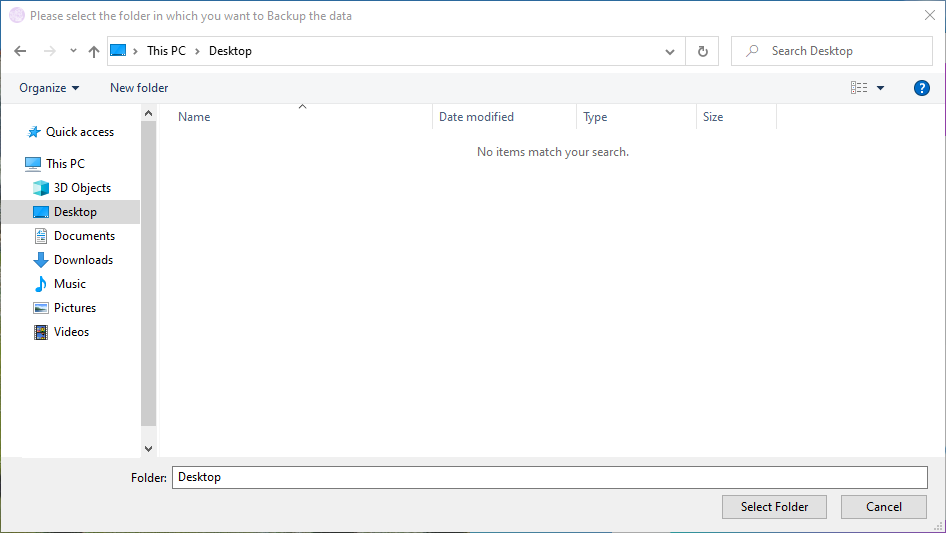 Please select the folder in which you want to Backup the data
This PC > Desktop
Search Desktop
Organize
New folder
?
Name
Date modified
Type
Size
No items match your search.
Quick access
This PC
3D Objects
Desktop
Documents
Downloads
Music
Pictures
Videos
Folder: Desktop
Select Folder
Cancel